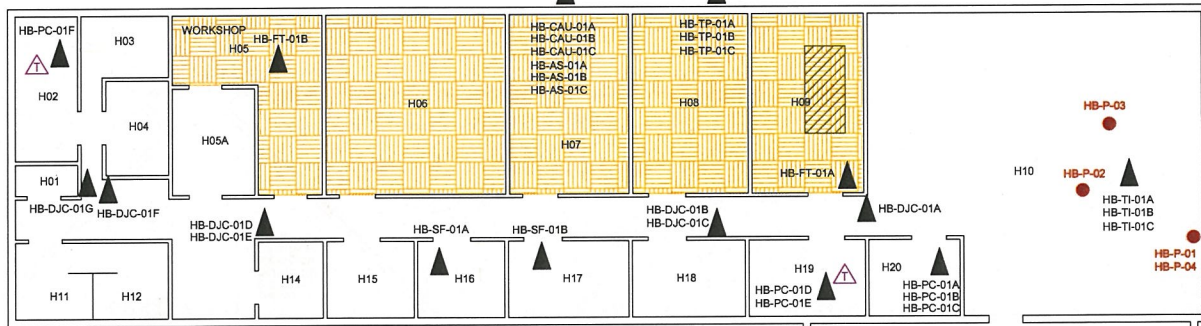 HB-PC-01F
T
H02
H03
H04
H01
HB-DJC-01G
HB-DJC-01F
H11
H12
WORKSHOP
H05
HB-FT-01B
H05A
HB-DJC-01D
HB-DJC-01E
H14
H06
H15
HB-SF-01A
H16
HB-CAU-01A
HB-CAU-01B
HB-CAU-01C
HB-AS-01A
HB-AS-01B
HB-AS-01C
H07
HB-SF-01B
H17
HB-TP-01A
HB-TP-01B
HB-TP-01C
H08
HB-DJC-01B
HB-DJC-01C
H18
H09
HB-FT-01A
H19
T
HB-PC-01D
HB-PC-01E
HB-DJC-01A
H20
HB-PC-01A
HB-PC-01B
HB-PC-01C
H10
HB-P-03
HB-P-02
HB-TI-01A
HB-TI-01B
HB-TI-01C
HB-P-01
HB-P-04